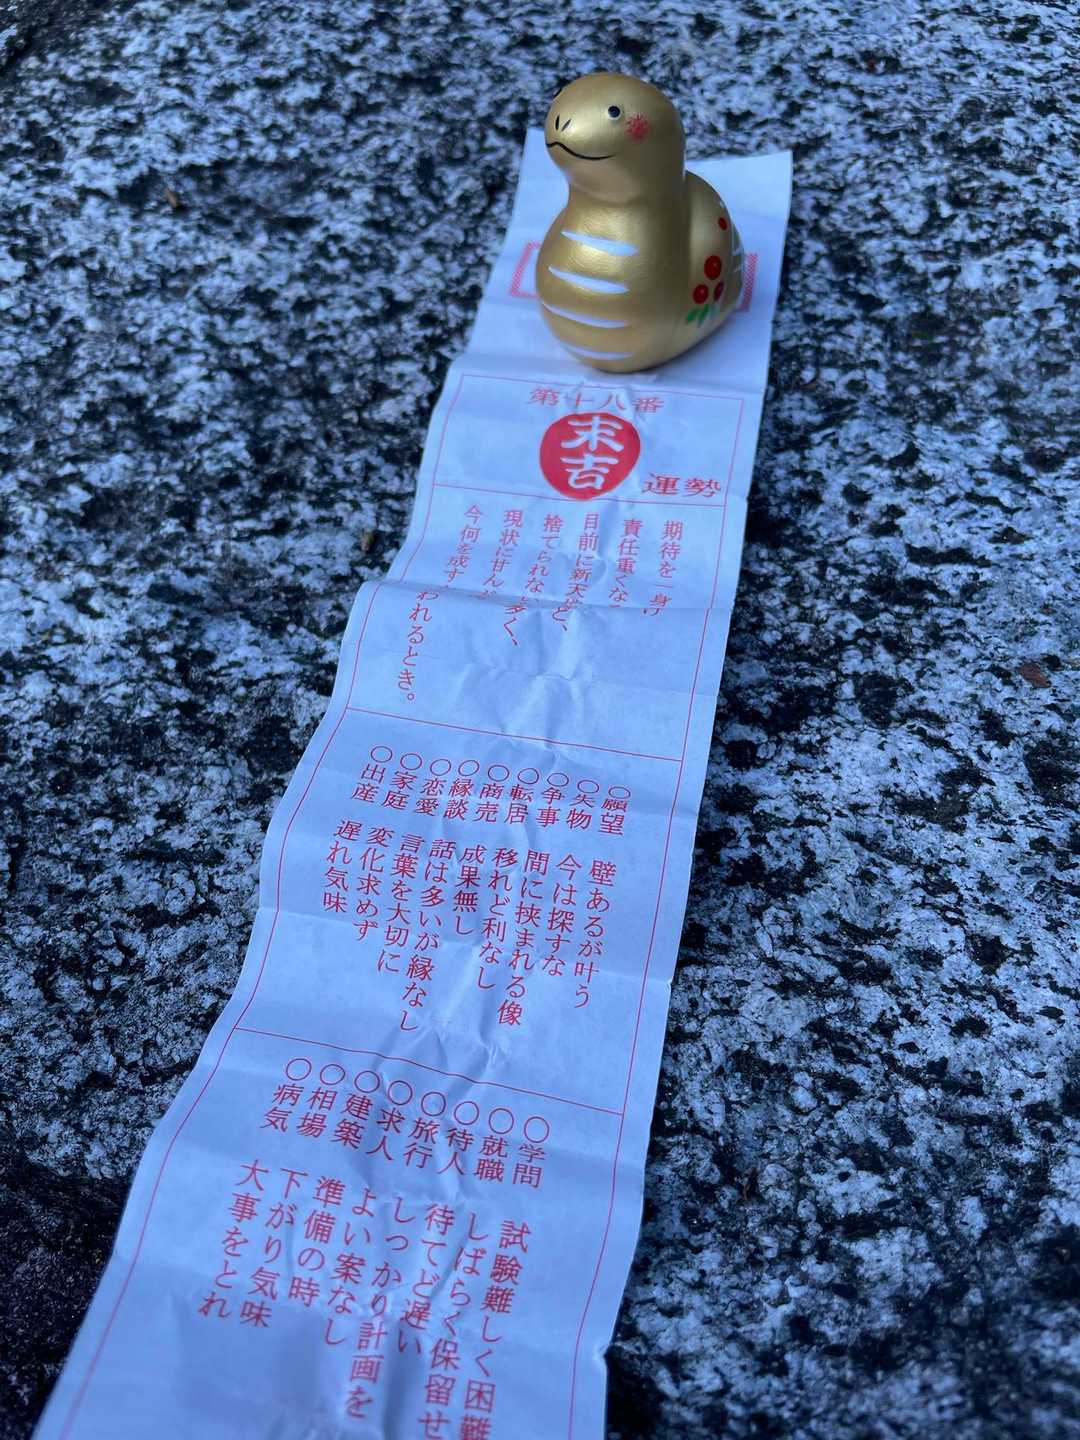 第十八番
末吉
運勢
期待を一身
責任重くな
目前に新天
捨てられない多く、
現状に甘ん
今何を成す
われるとき。
○願望 壁あるが叶う
○失物 今は探すな
○争事 間に挟まれる像
○転居 移れど利なし
○商売 成果無し
○縁談 話は多いが縁なし
○恋愛 言葉を大切に
○家庭 変化求めず
○出産 遅れ気味
○学問 試験難しく困難
○就職 しばらく保留せ
○待人 待てど遅い
○旅行 しっかり計画を
○求人 よい案なし
○建築 準備の時
○相場 下がり気味
○病気 大事をとれ